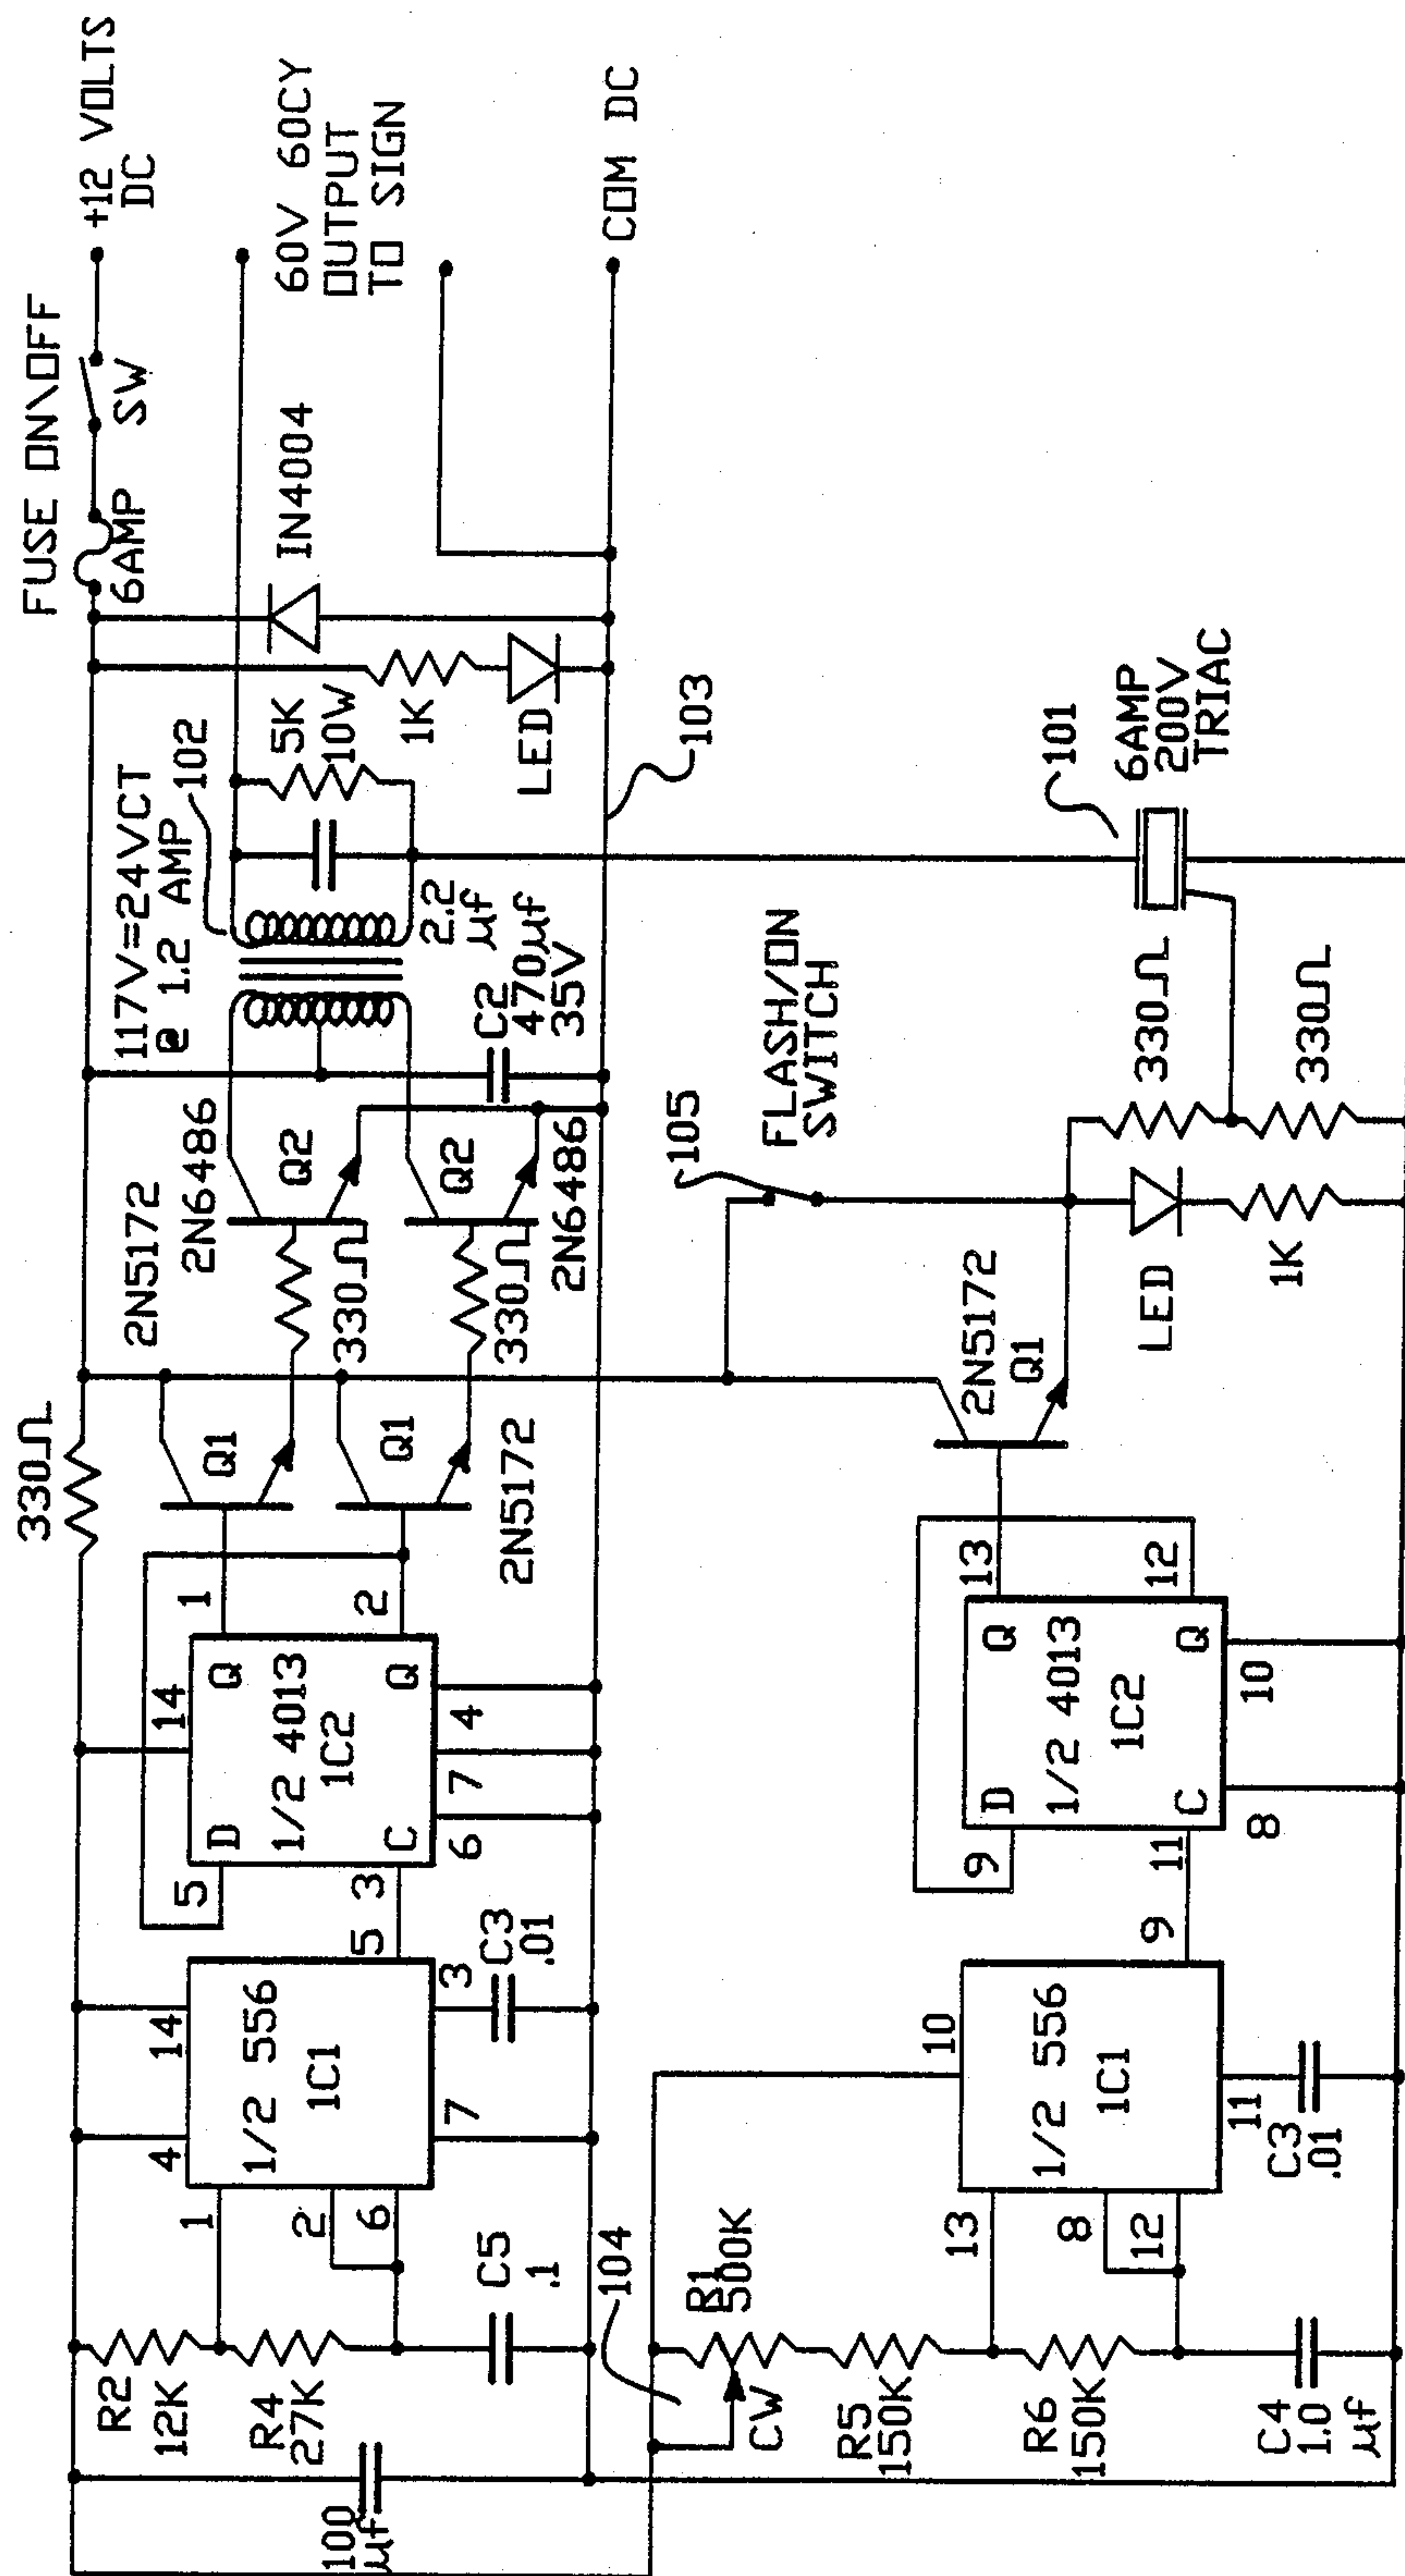 FUSE ON\OFF
+12 VOLTS
DC
6AMP
SW
330Ω
117V=24VCT
@ 1.2 AMP
102
IN4004
60V 60CY
OUTPUT
TO SIGN
5K
10W
1K
LED
2.2
µf
C2
470µf
35V
COM DC
103
2N5172
2N6486
Q2
330Ω
Q2
330Ω
2N6486
Q1
Q1
2N5172
R2
12K
R4
27K
100
µf
C5
.1
1
2
6
4
14
1/2 556
1C1
7
3
5
C3
.01
5
3
14
D
Q
1/2 4013
1C2
C
Q
6
7
4
1
2
104
R1
500K
CW
R5
150K
R6
150K
C4
1.0
µf
13
8
12
10
1/2 556
1C1
11
9
C3
.01
9
11
D
Q
1/2 4013
1C2
C
Q
8
10
13
12
105
FLASH/ON
SWITCH
2N5172
Q1
LED
1K
330Ω
330Ω
101
6AMP
200V
TRIAC